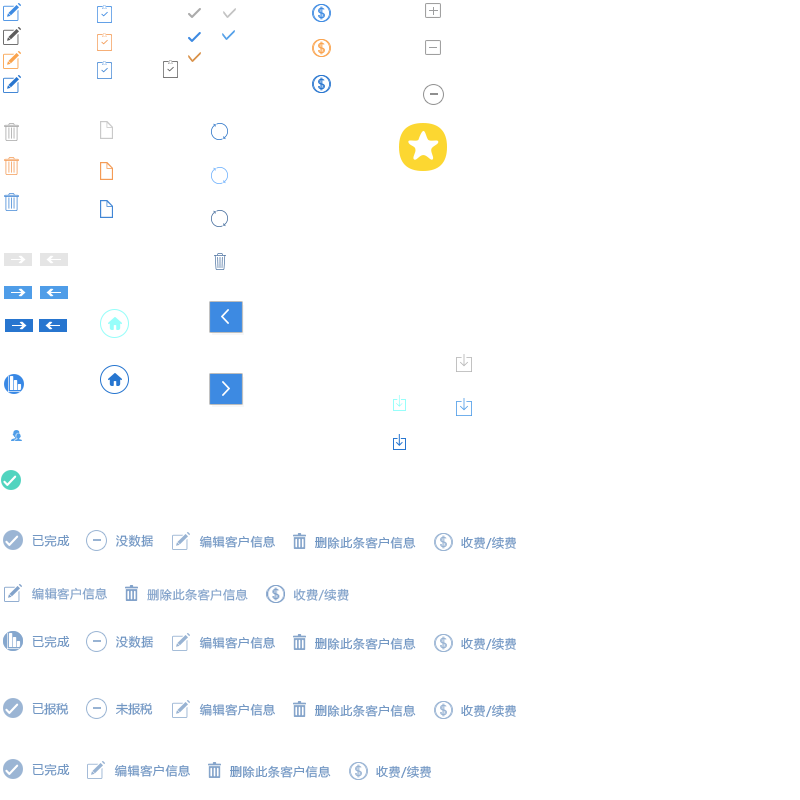 已完成 没数据 编辑客户信息 删除此条客户信息 收费/续费
编辑客户信息 删除此条客户信息 收费/续费
已完成 没数据 编辑客户信息 删除此条客户信息 收费/续费
已报税 未报税 编辑客户信息 删除此条客户信息 收费/续费
已完成 编辑客户信息 删除此条客户信息 收费/续费